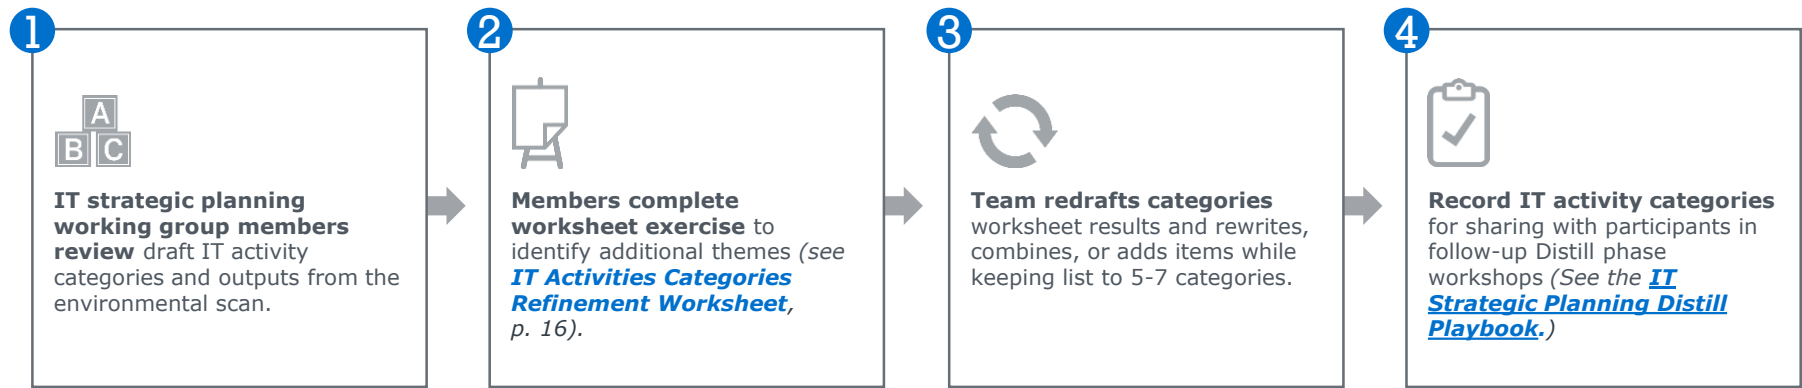 1
A
B C
IT strategic planning
working group members
review draft IT activity
categories and outputs from the
environmental scan.
2
Members complete
worksheet exercise to
identify additional themes (see
IT Activities Categories
Refinement Worksheet,
p. 16).
3
Team redrafts categories
worksheet results and rewrites,
combines, or adds items while
keeping list to 5-7 categories.
4
Record IT activity categories
for sharing with participants in
follow-up Distill phase
workshops (See the IT
Strategic Planning Distill
Playbook.)